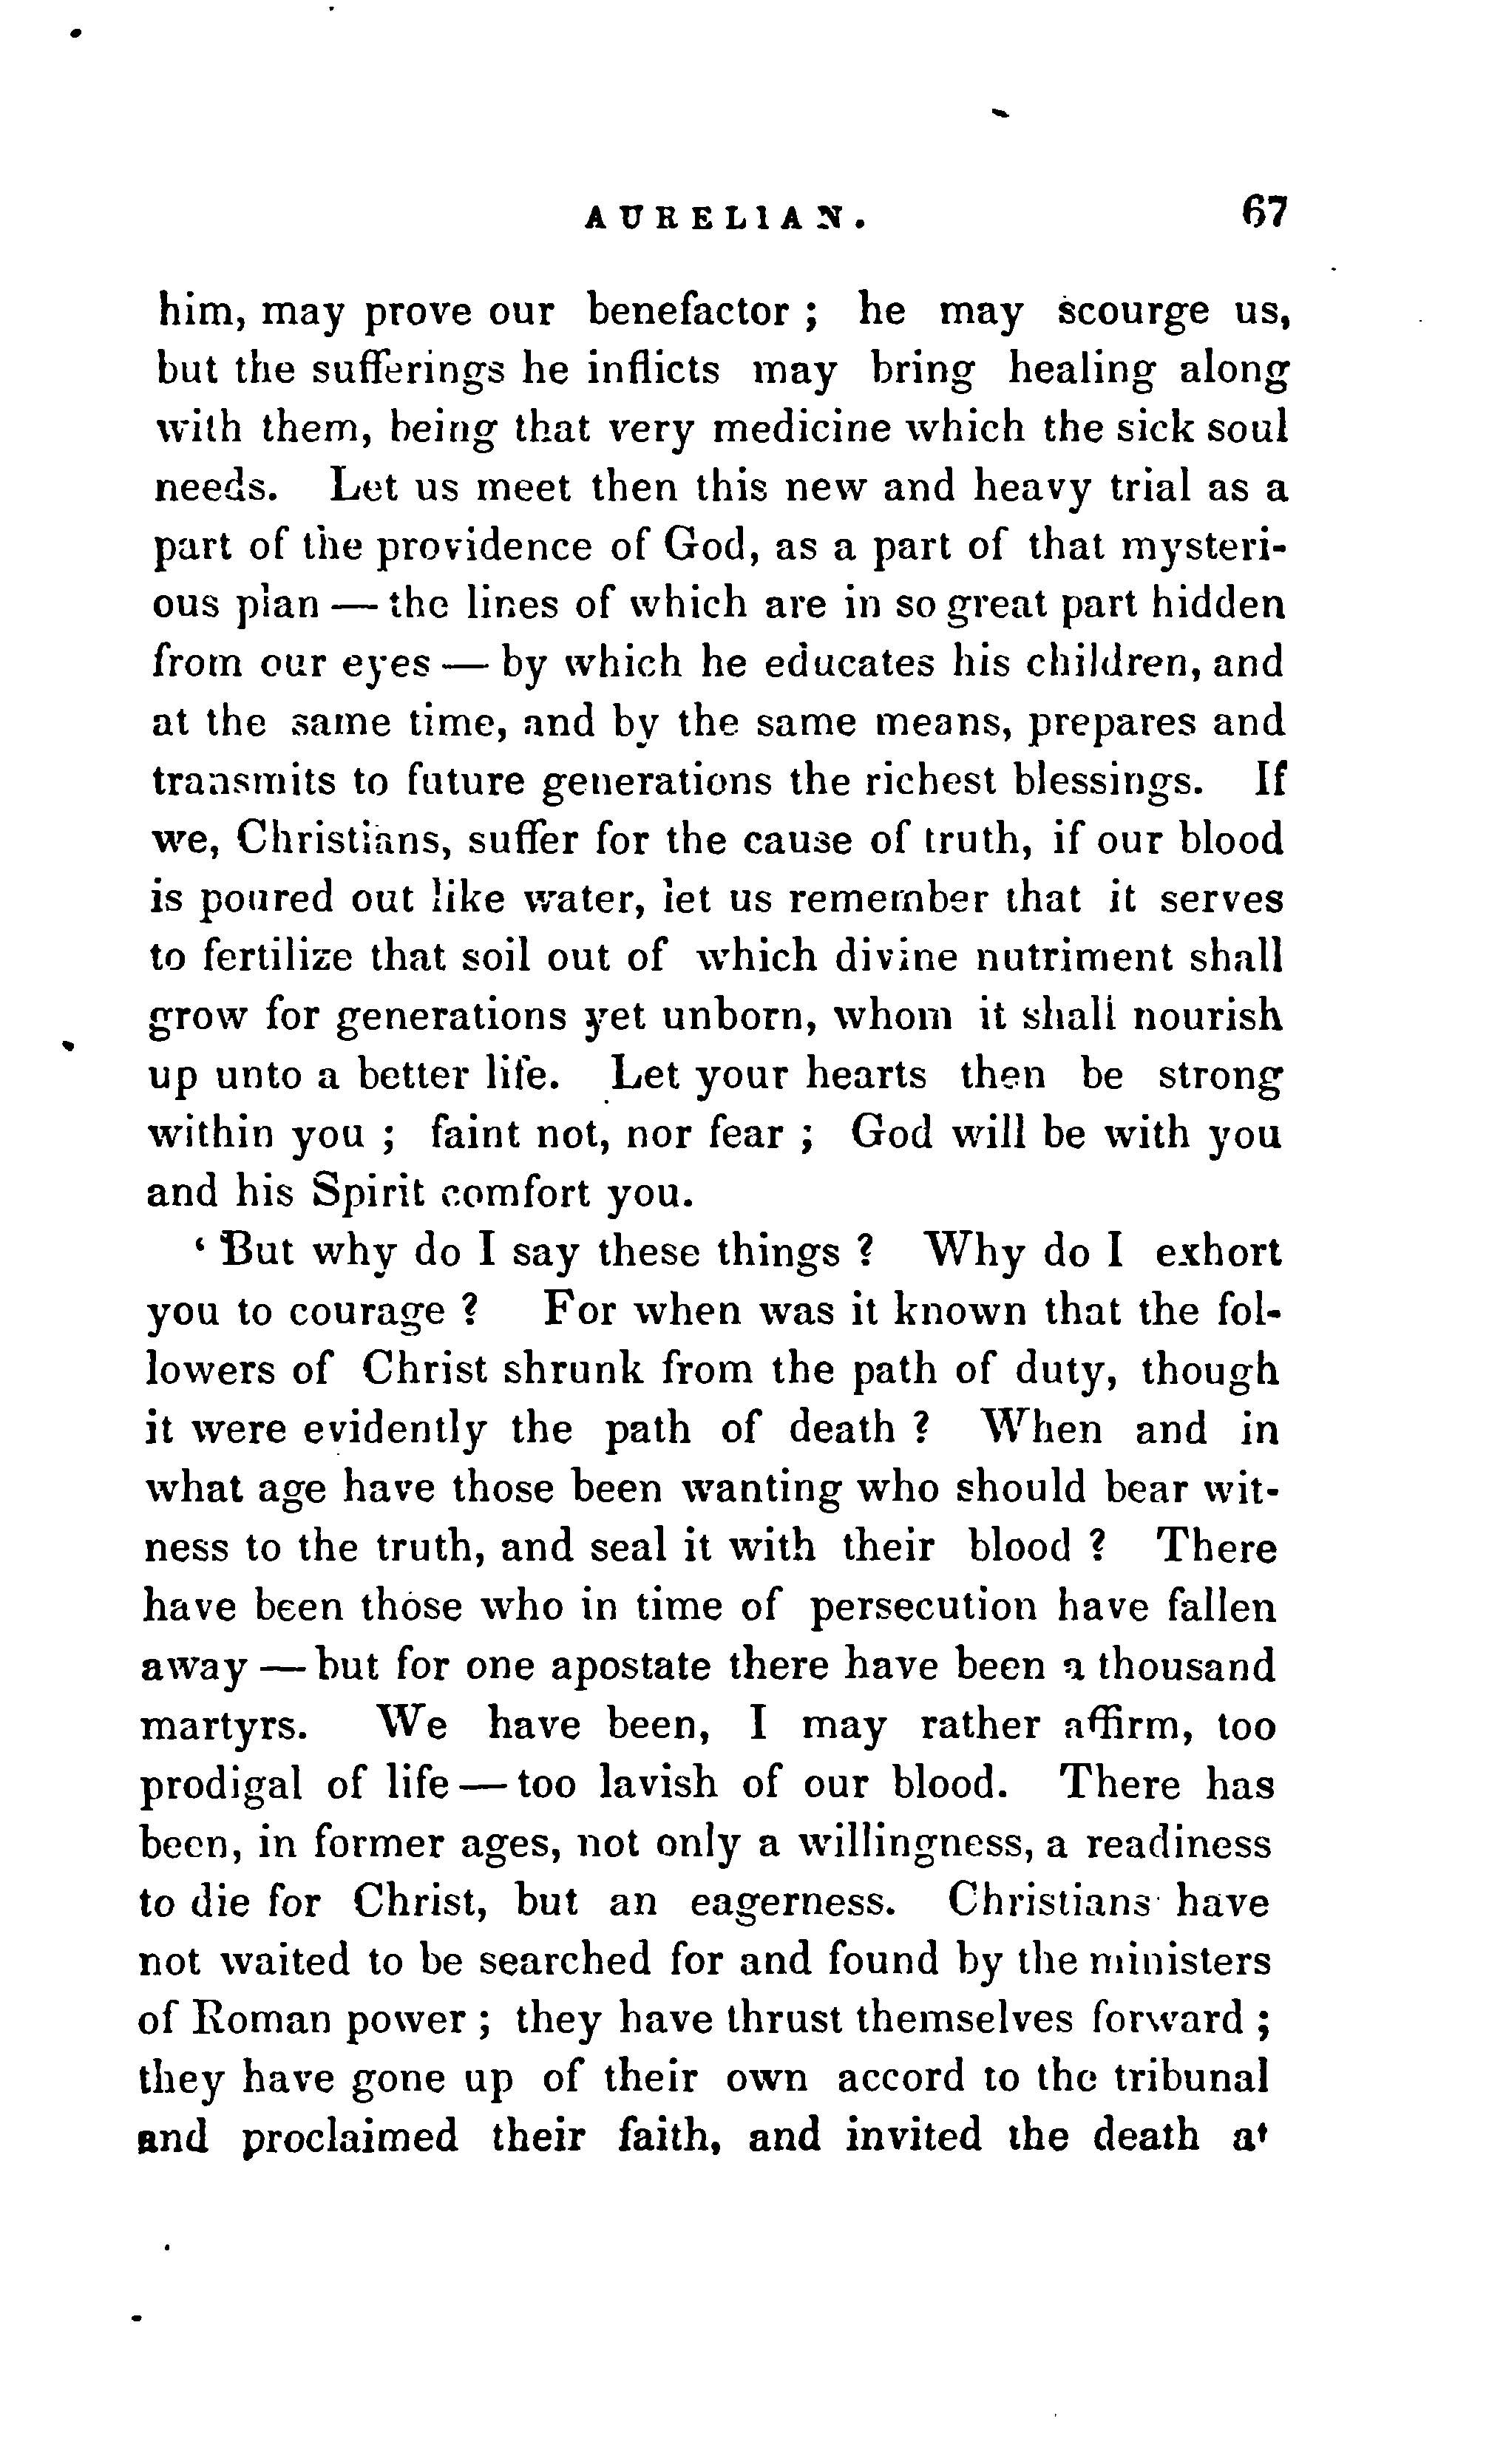 AURELIAN. 67
him, may prove our benefactor ; he may scourge us,
but the sufferings he inflicts may bring healing along
with them, being that very medicine which the sick soul
needs. Let us meet then this new and heavy trial as a
part of the providence of God, as a part of that mysteri-
ous plan — the lines of which are in so great part hidden
from our eyes — by which he educates his children, and
at the same time, and by the same means, prepares and
transmits to future generations the richest blessings. If
we, Christians, suffer for the cause of truth, if our blood
is poured out like water, let us remember that it serves
to fertilize that soil out of which divine nutriment shall
grow for generations yet unborn, whom it shall nourish
up unto a better life. Let your hearts then be strong
within you ; faint not, nor fear ; God will be with you
and his Spirit comfort you.
‘ But why do I say these things ? Why do I exhort
you to courage ? For when was it known that the fol-
lowers of Christ shrunk from the path of duty, though
it were evidently the path of death ? When and in
what age have those been wanting who should bear wit-
ness to the truth, and seal it with their blood ? There
have been those who in time of persecution have fallen
away — but for one apostate there have been a thousand
martyrs. We have been, I may rather affirm, too
prodigal of life — too lavish of our blood. There has
been, in former ages, not only a willingness, a readiness
to die for Christ, but an eagerness. Christians have
not waited to be searched for and found by the ministers
of Roman power ; they have thrust themselves forward ;
they have gone up of their own accord to the tribunal
and proclaimed their faith, and invited the death at